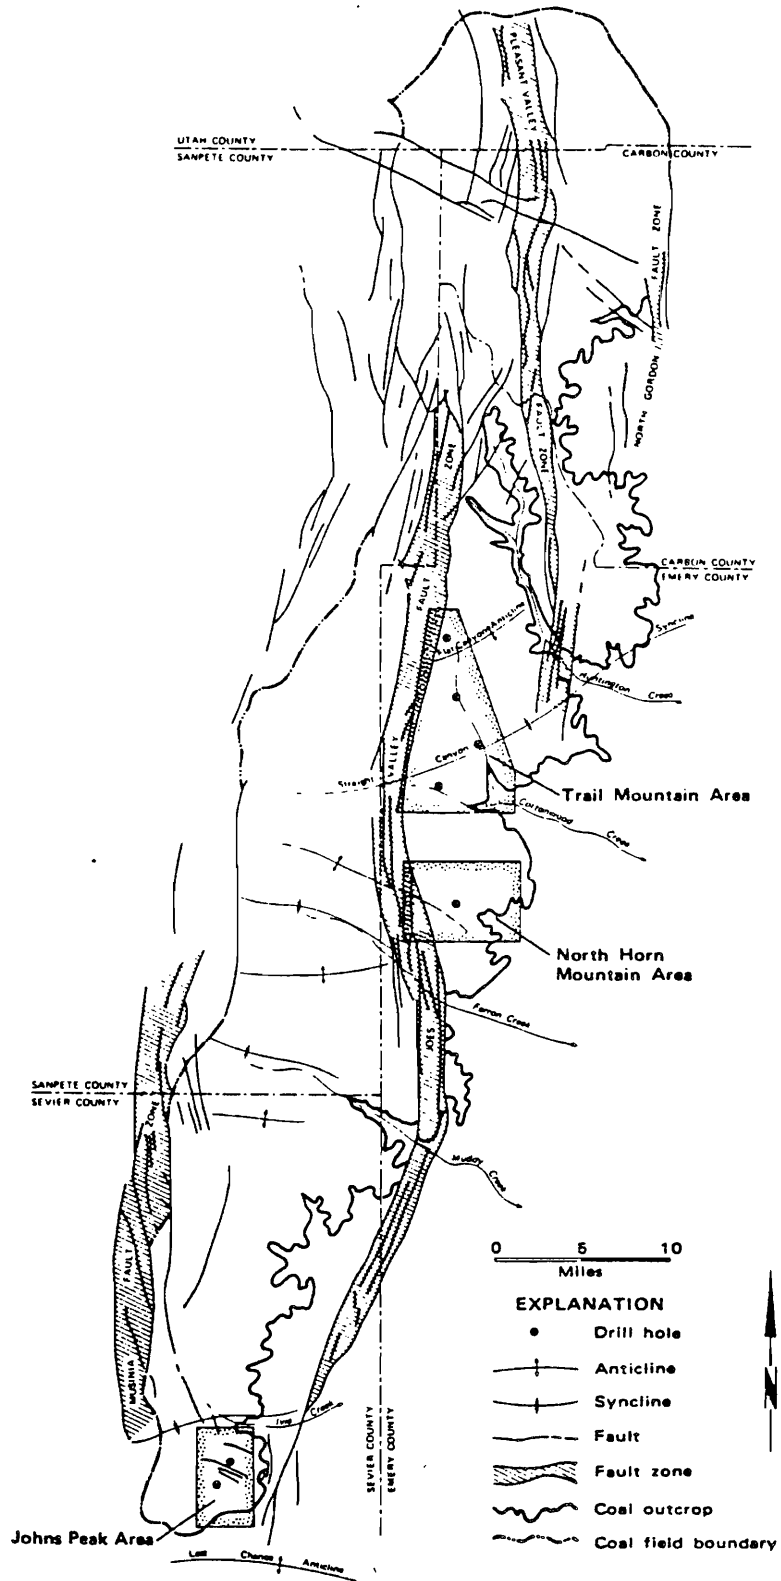 PLEASANT VALLEY
UTAH COUNTY
SANPETE COUNTY
CARBON COUNTY
FAULT ZONE
NORTH GORDON
FAULT ZONE
ZONE
CARBON COUNTY
EMERY COUNTY
FAULT
Flat Canyon Anticline
Syncline
Huntington Creek
VALLEY
Straight Canyon
Trail Mountain Area
Cottonwood Creek
North Horn
Mountain Area
Ferron Creek
JOES
SANPETE COUNTY
SEVIER COUNTY
ZONE
Muddy Creek
FAULT
MUSINIA
0 5 10
Miles
EXPLANATION
Drill hole
Anticline
Syncline
Fault
Fault zone
Coal outcrop
Coal field boundary
N
Ivie Creek
SEVIER COUNTY
EMERY COUNTY
Johns Peak Area
Last Chance Anticline